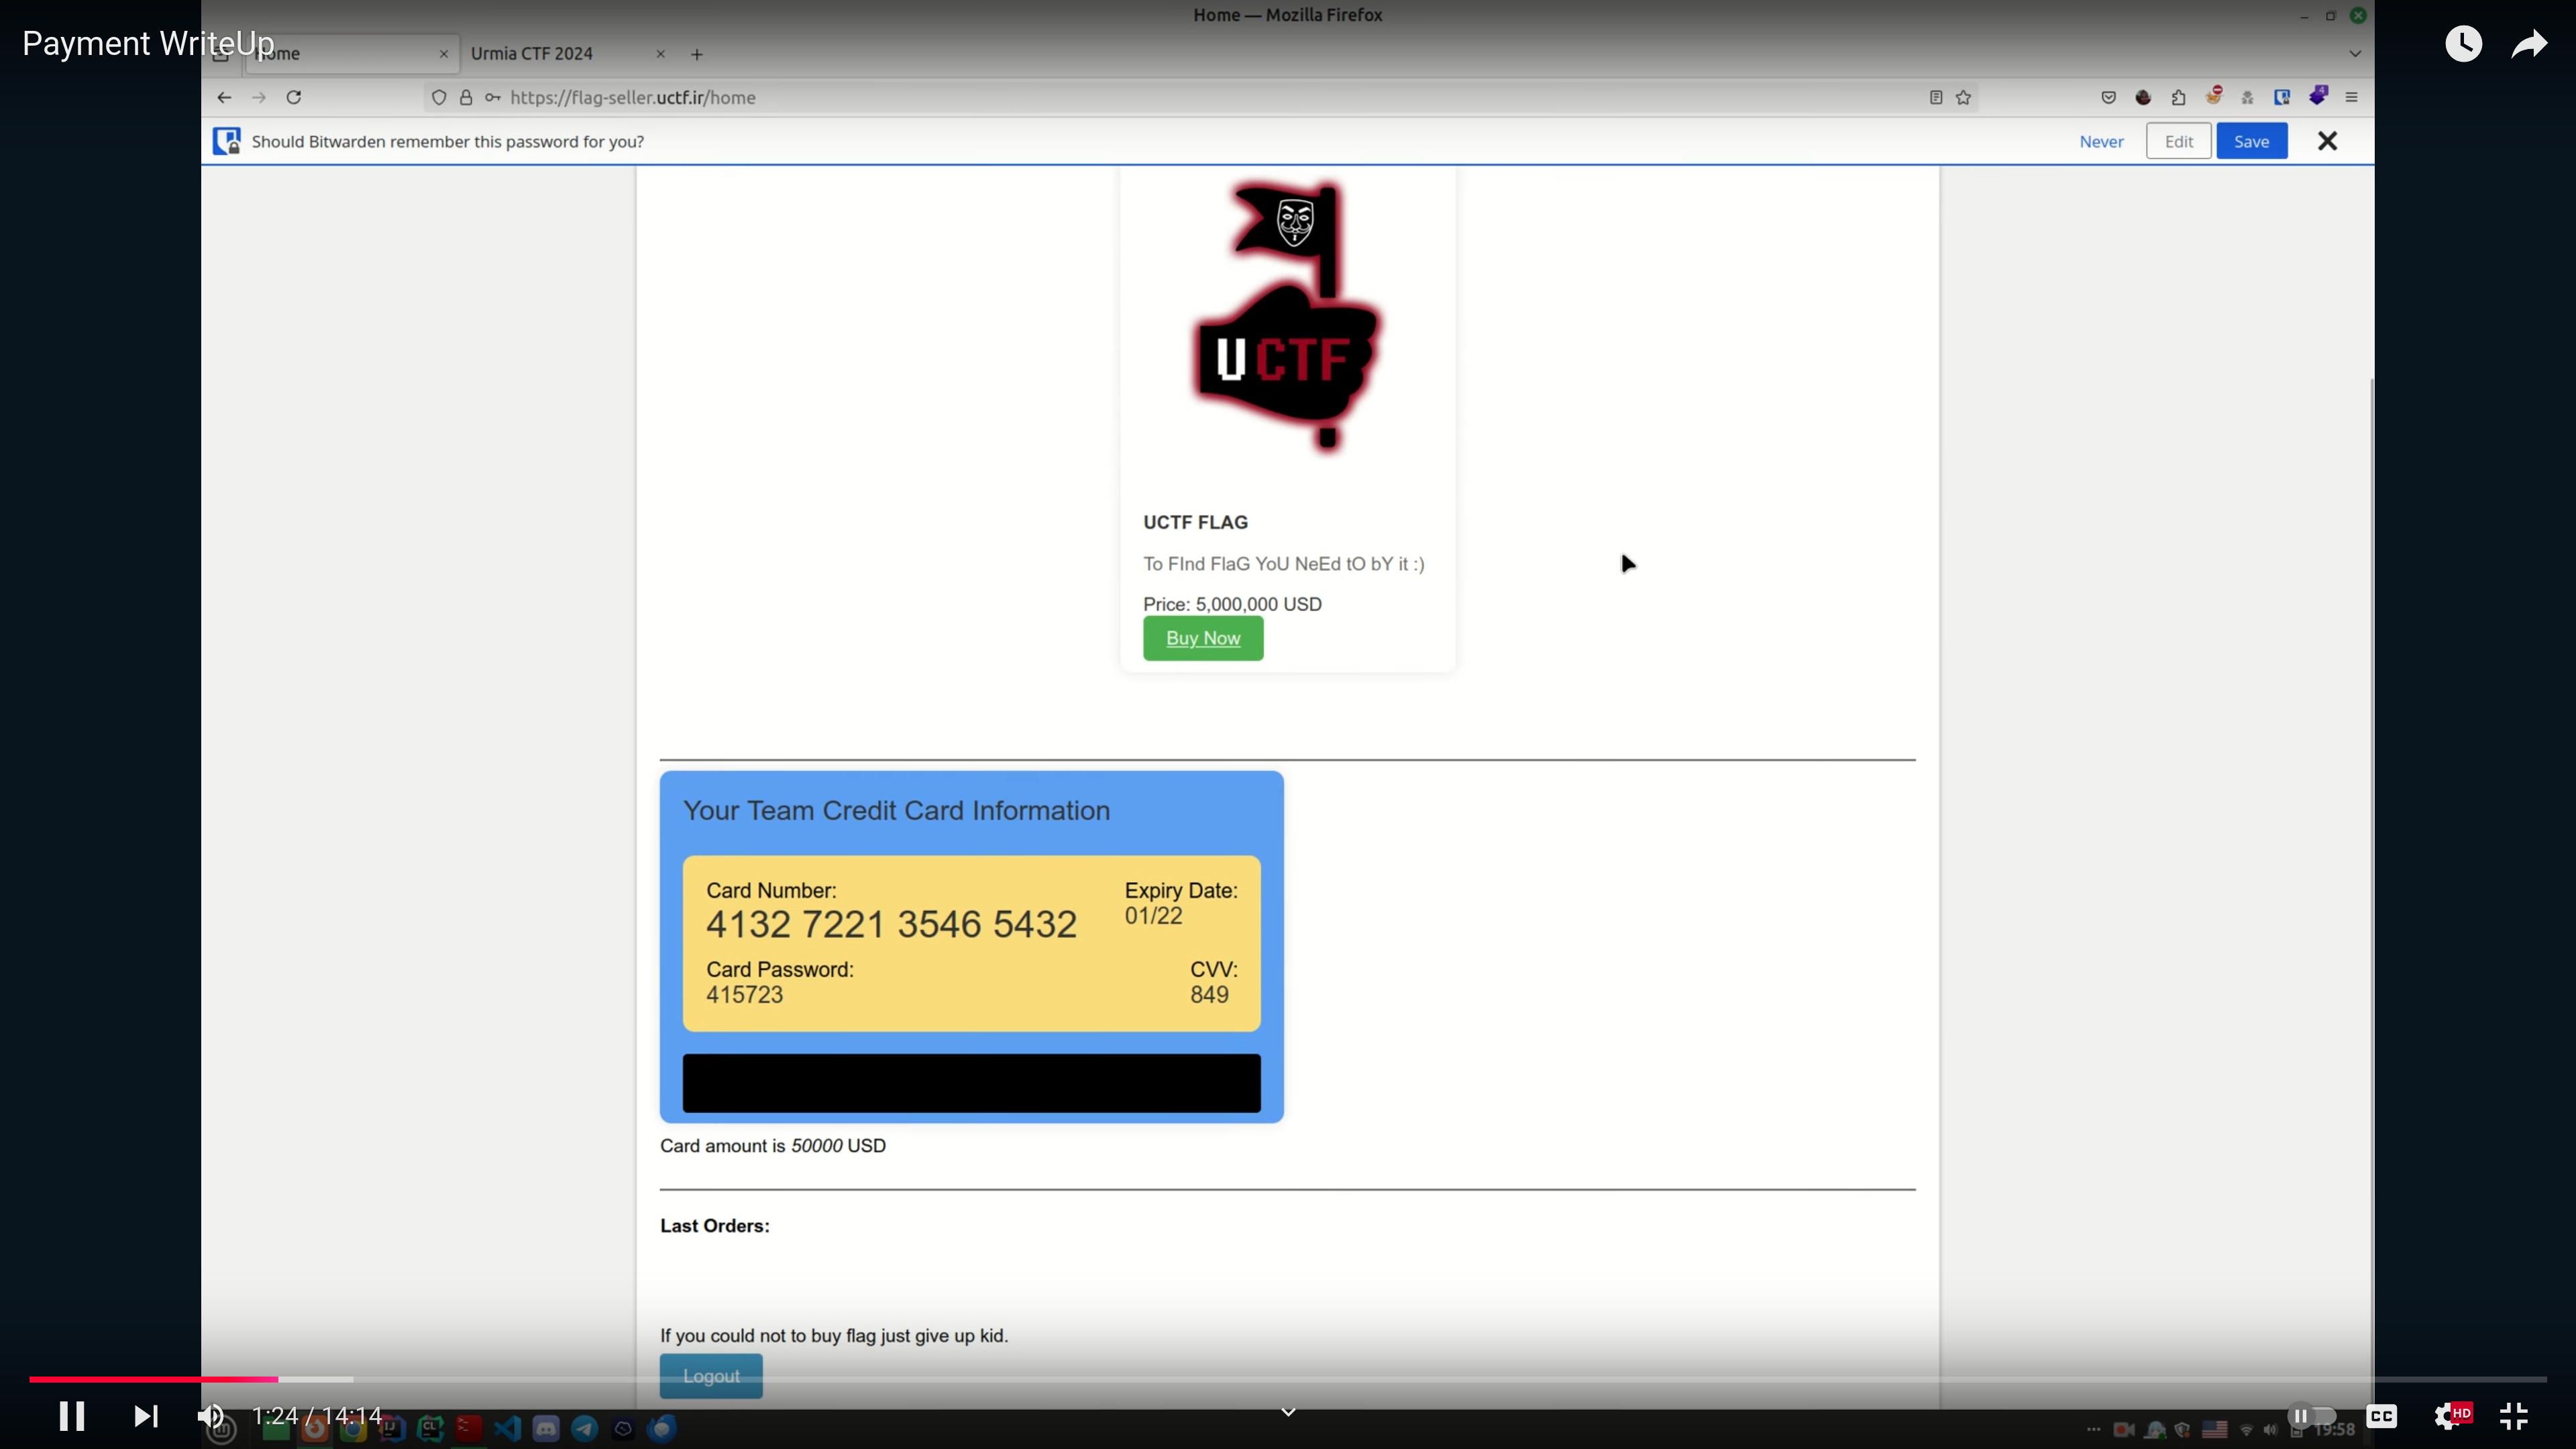 Home — Mozilla Firefox
Payment WriteUp
Home
Urmia CTF 2024
https://flag-seller.uctf.ir/home
Should Bitwarden remember this password for you?
Never
Edit
Save
UCTF
UCTF FLAG
To FInd FlaG YoU NeEd tO bY it :)
Price: 5,000,000 USD
Buy Now
Your Team Credit Card Information
Card Number:
Expiry Date:
4132 7221 3546 5432
01/22
Card Password:
CVV:
415723
849
Card amount is 50000 USD
Last Orders:
If you could not to buy flag just give up kid.
Logout
1:24 / 14:14
CC
HD
19:58